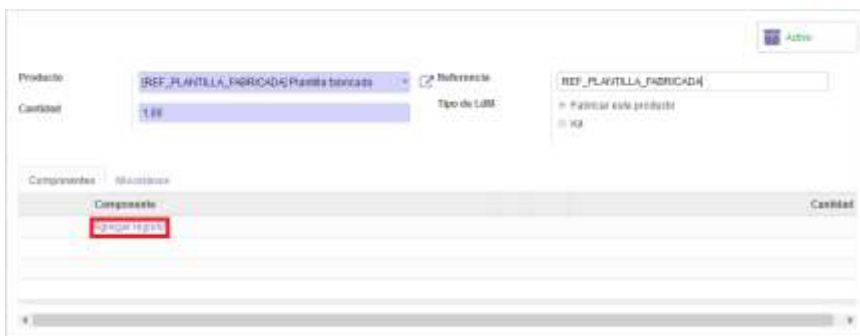 Activo
Producto
[REF_PLANTILLA_FABRICADA] Plantilla fabricada
Referencia
REF_PLANTILLA_FABRICADA
Cantidad
1,00
Tipo de LdM
Fabricar este producto
Kit
Componentes
Misceláneos
Componente
Cantidad
Agregar registro